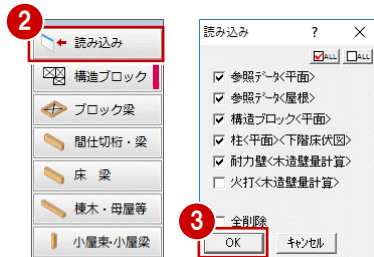 2
読み込み
構造ブロック
ブロック梁
間仕切桁・梁
床 梁
棟木・母屋等
小屋束・小屋梁
読み込み ? ×
ALL ALL
参照ﾃﾞｰﾀ<平面>
参照ﾃﾞｰﾀ<屋根>
構造ブロック<平面>
柱<平面><下階床伏図>
耐力壁<木造壁量計算>
火打<木造壁量計算>
3
全削除
OK ｷｬﾝｾﾙ